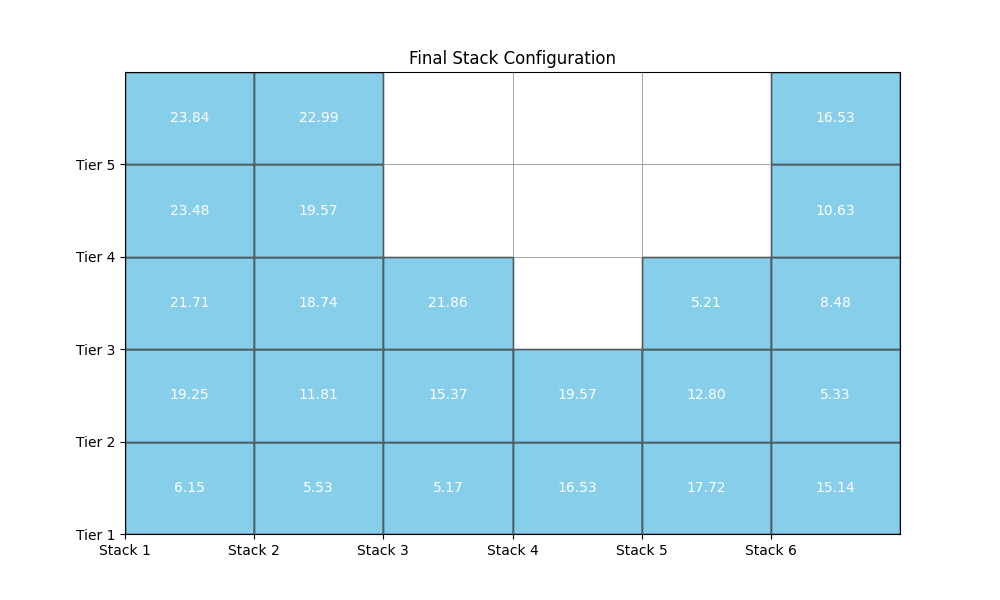 Final Stack Configuration
23.84 22.99 16.53
Tier 5
23.48 19.57 10.63
Tier 4
21.71 18.74 21.86 5.21 8.48
Tier 3
19.25 11.81 15.37 19.57 12.80 5.33
Tier 2
6.15 5.53 5.17 16.53 17.72 15.14
Tier 1
Stack 1 Stack 2 Stack 3 Stack 4 Stack 5 Stack 6